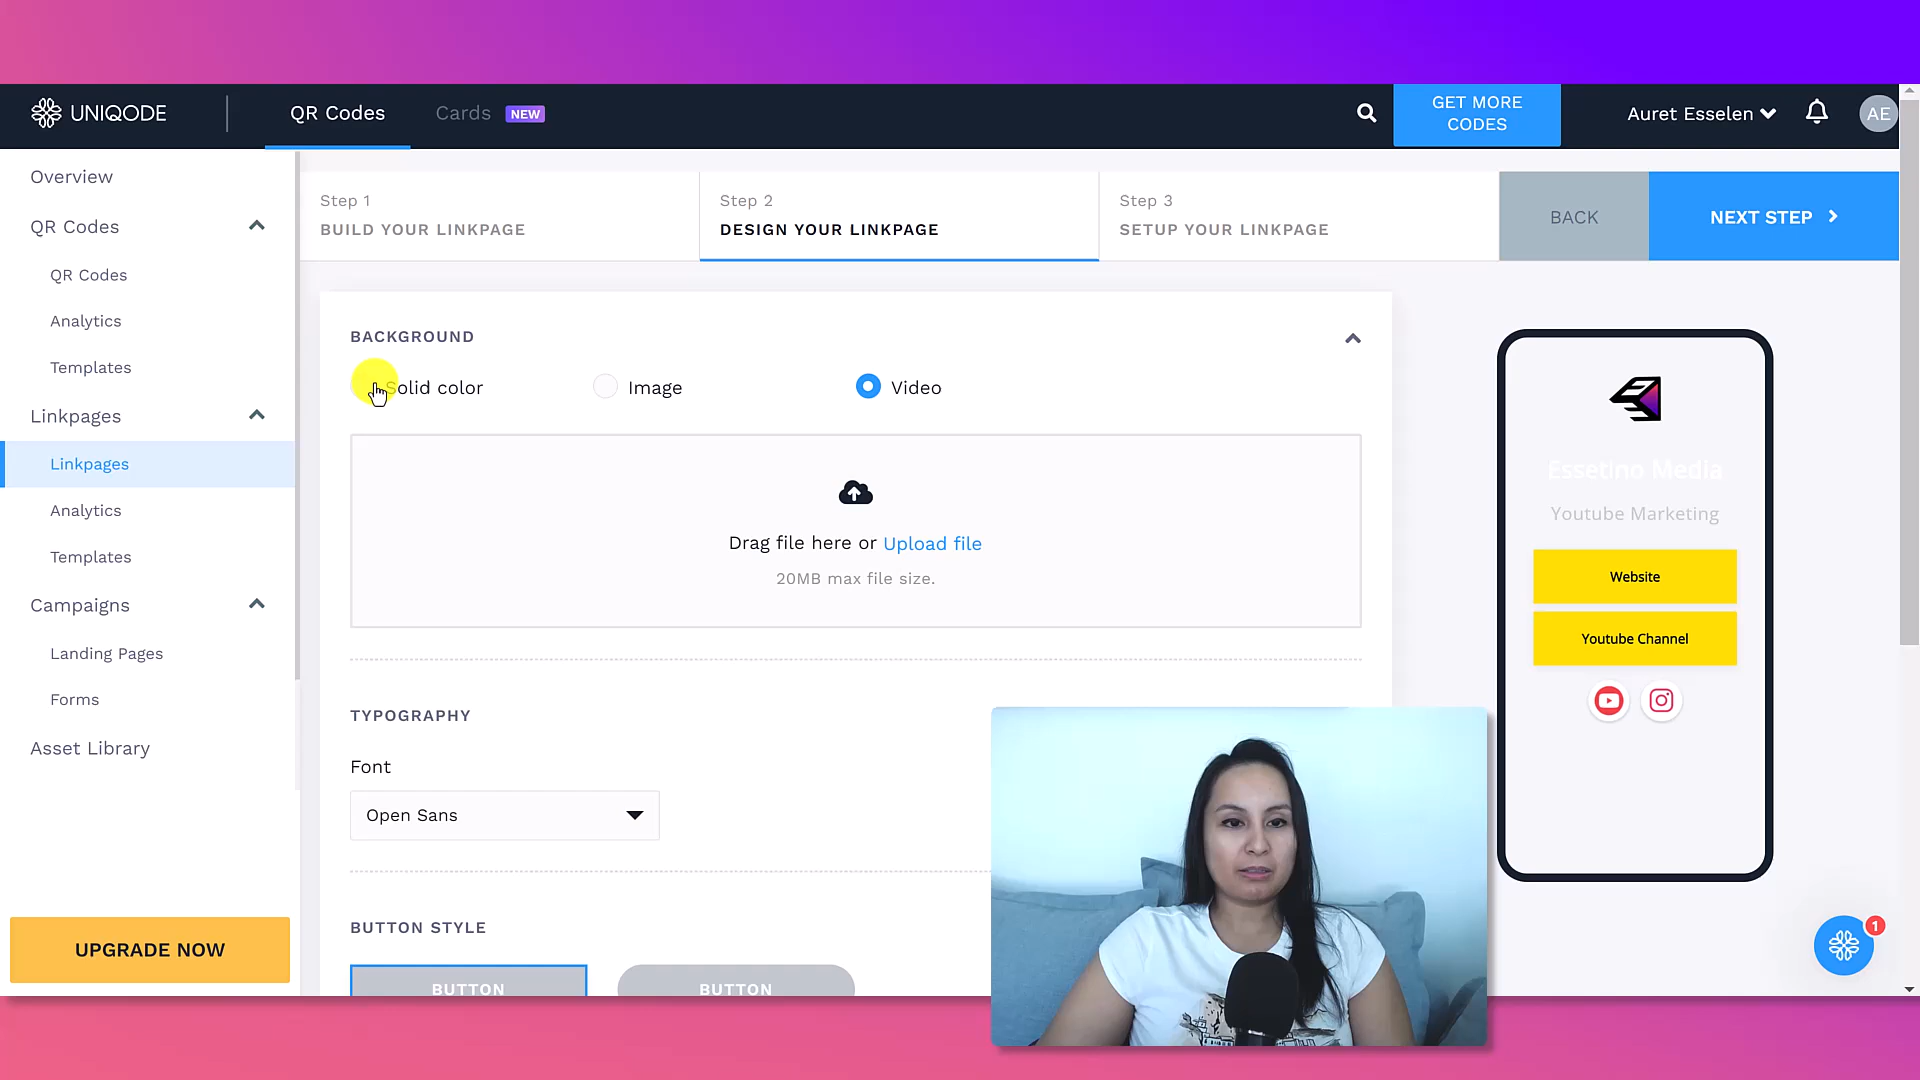 UNIQODE
QR Codes
Cards NEW
GET MORE
CODES
Auret Esselen
AE
Overview
QR Codes
QR Codes
Analytics
Templates
Linkpages
Linkpages
Analytics
Templates
Campaigns
Landing Pages
Forms
Asset Library
UPGRADE NOW
Step 1
BUILD YOUR LINKPAGE
Step 2
DESIGN YOUR LINKPAGE
Step 3
SETUP YOUR LINKPAGE
BACK
NEXT STEP
BACKGROUND
Solid color
Image
Video
Drag file here or Upload file
20MB max file size.
TYPOGRAPHY
Font
Open Sans
BUTTON STYLE
BUTTON
BUTTON
Essetino Media
Youtube Marketing
Website
Youtube Channel
1